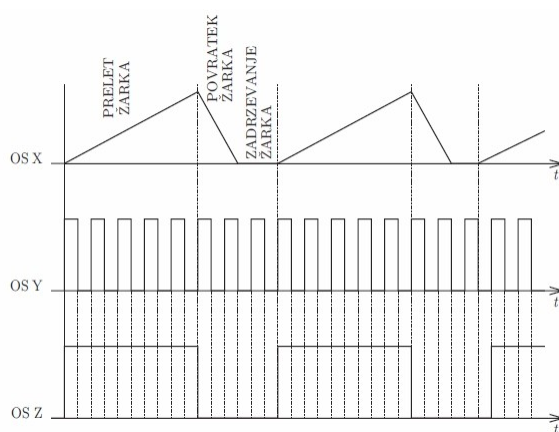 PRELET
ŽARKA
POVRATEK
ŽARKA
ZADRZEVANJE
ŽARKA
OS X
t
OS Y
t
OS Z
t